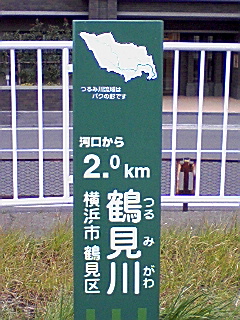 つるみ川流域は
バクの形です
河口から
2.0 km
鶴見川
つるみがわ
横浜市 鶴見区